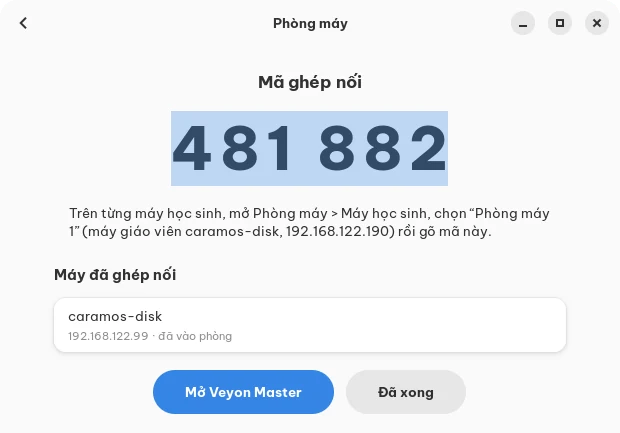 Phòng máy
Mã ghép nối
481 882
Trên từng máy học sinh, mở Phòng máy > Máy học sinh, chọn “Phòng máy
1” (máy giáo viên caramos-disk, 192.168.122.190) rồi gõ mã này.
Máy đã ghép nối
caramos-disk
192.168.122.99 · đã vào phòng
Mở Veyon Master
Đã xong